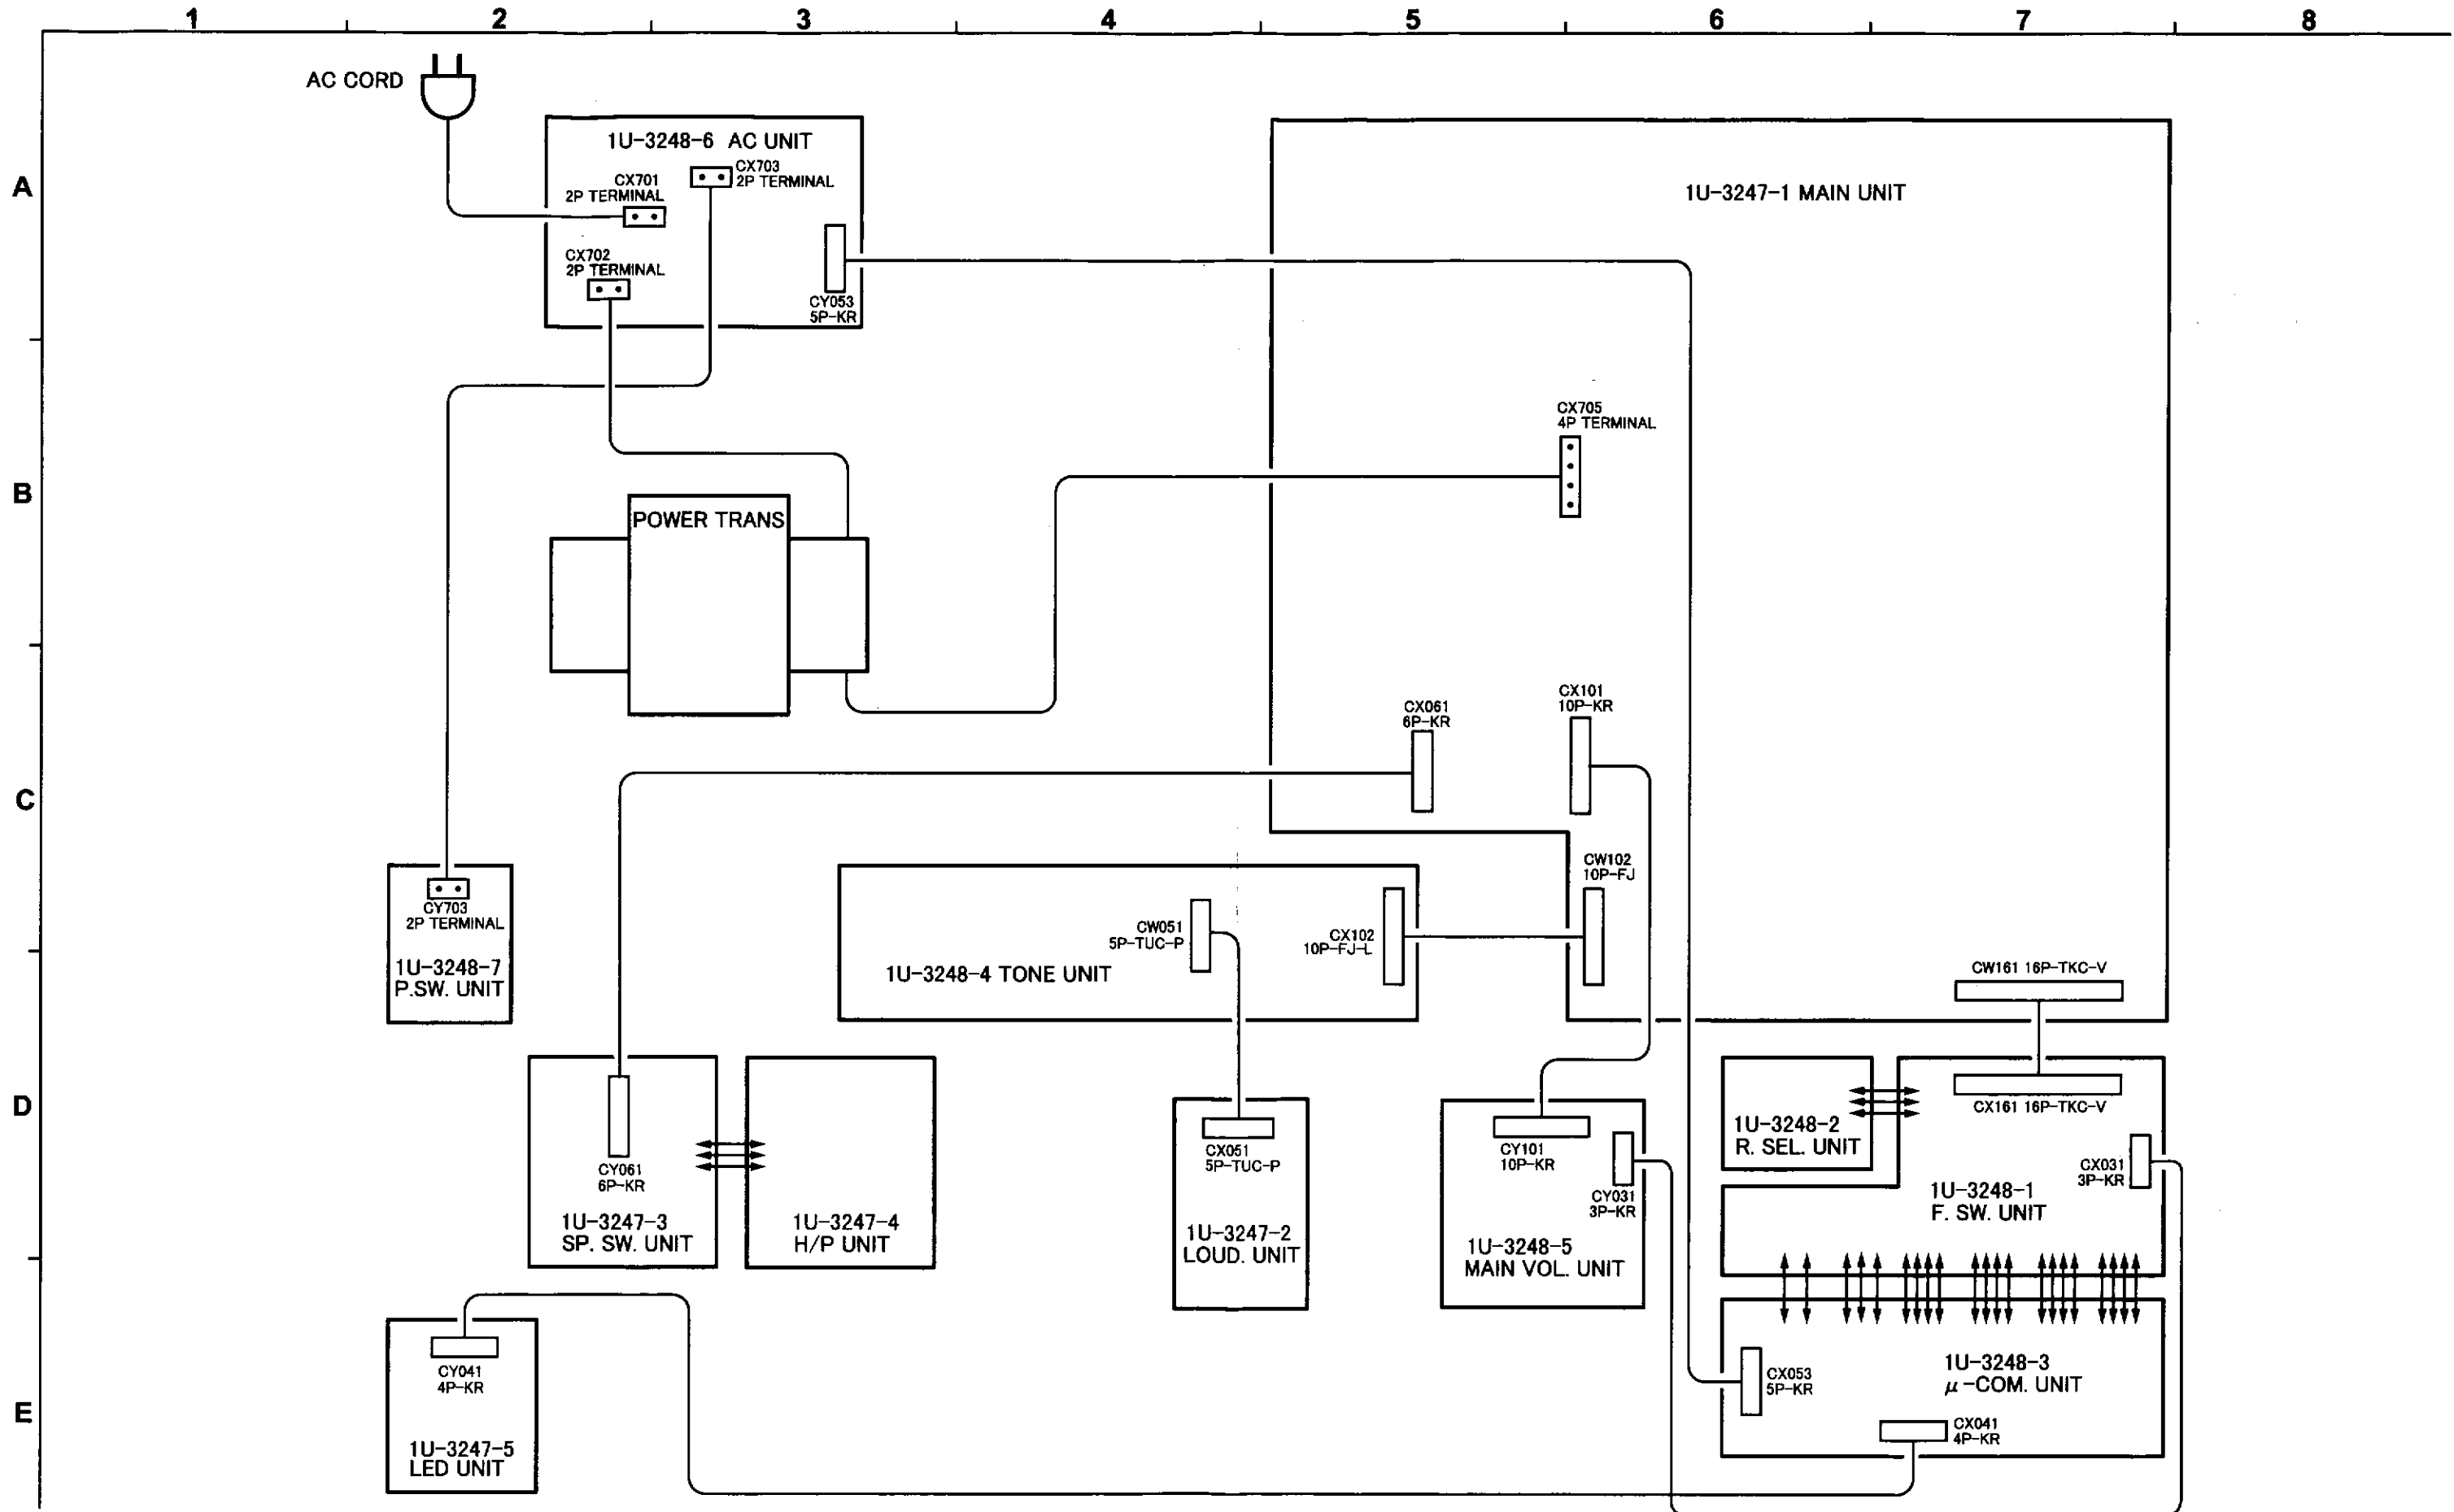 1 2 3 4 5 6 7 8
AC CORD
A
1U-3248-6 AC UNIT
CX703
2P TERMINAL
CX701
2P TERMINAL
CX702
2P TERMINAL
CY053
5P-KR
1U-3247-1 MAIN UNIT
B
CX705
4P TERMINAL
POWER TRANS
C
CX061
6P-KR
CX101
10P-KR
CW102
10P-FJ
CY703
2P TERMINAL
1U-3248-7
P.SW. UNIT
CW051
5P-TUC-P
CX102
10P-FJ-L
1U-3248-4 TONE UNIT
CW161 16P-TKC-V
D
CX161 16P-TKC-V
1U-3248-2
R. SEL. UNIT
CY061
6P-KR
1U-3247-3
SP. SW. UNIT
1U-3247-4
H/P UNIT
CX051
5P-TUC-P
1U-3247-2
LOUD. UNIT
CY101
10P-KR
CY031
3P-KR
1U-3248-5
MAIN VOL. UNIT
CX031
3P-KR
1U-3248-1
F. SW. UNIT
E
CY041
4P-KR
1U-3247-5
LED UNIT
CX053
5P-KR
1U-3248-3
μ-COM. UNIT
CX041
4P-KR